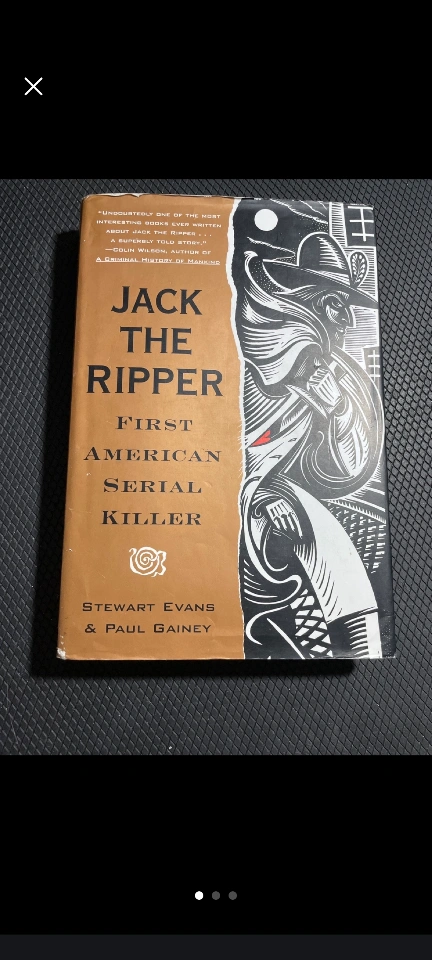 "Undoubtedly one of the most
interesting books ever written
about Jack the Ripper . . .
a superbly told story."
—Colin Wilson, author of
A Criminal History of Mankind
JACK
THE
RIPPER
FIRST
AMERICAN
SERIAL
KILLER
STEWART EVANS
& PAUL GAINEY